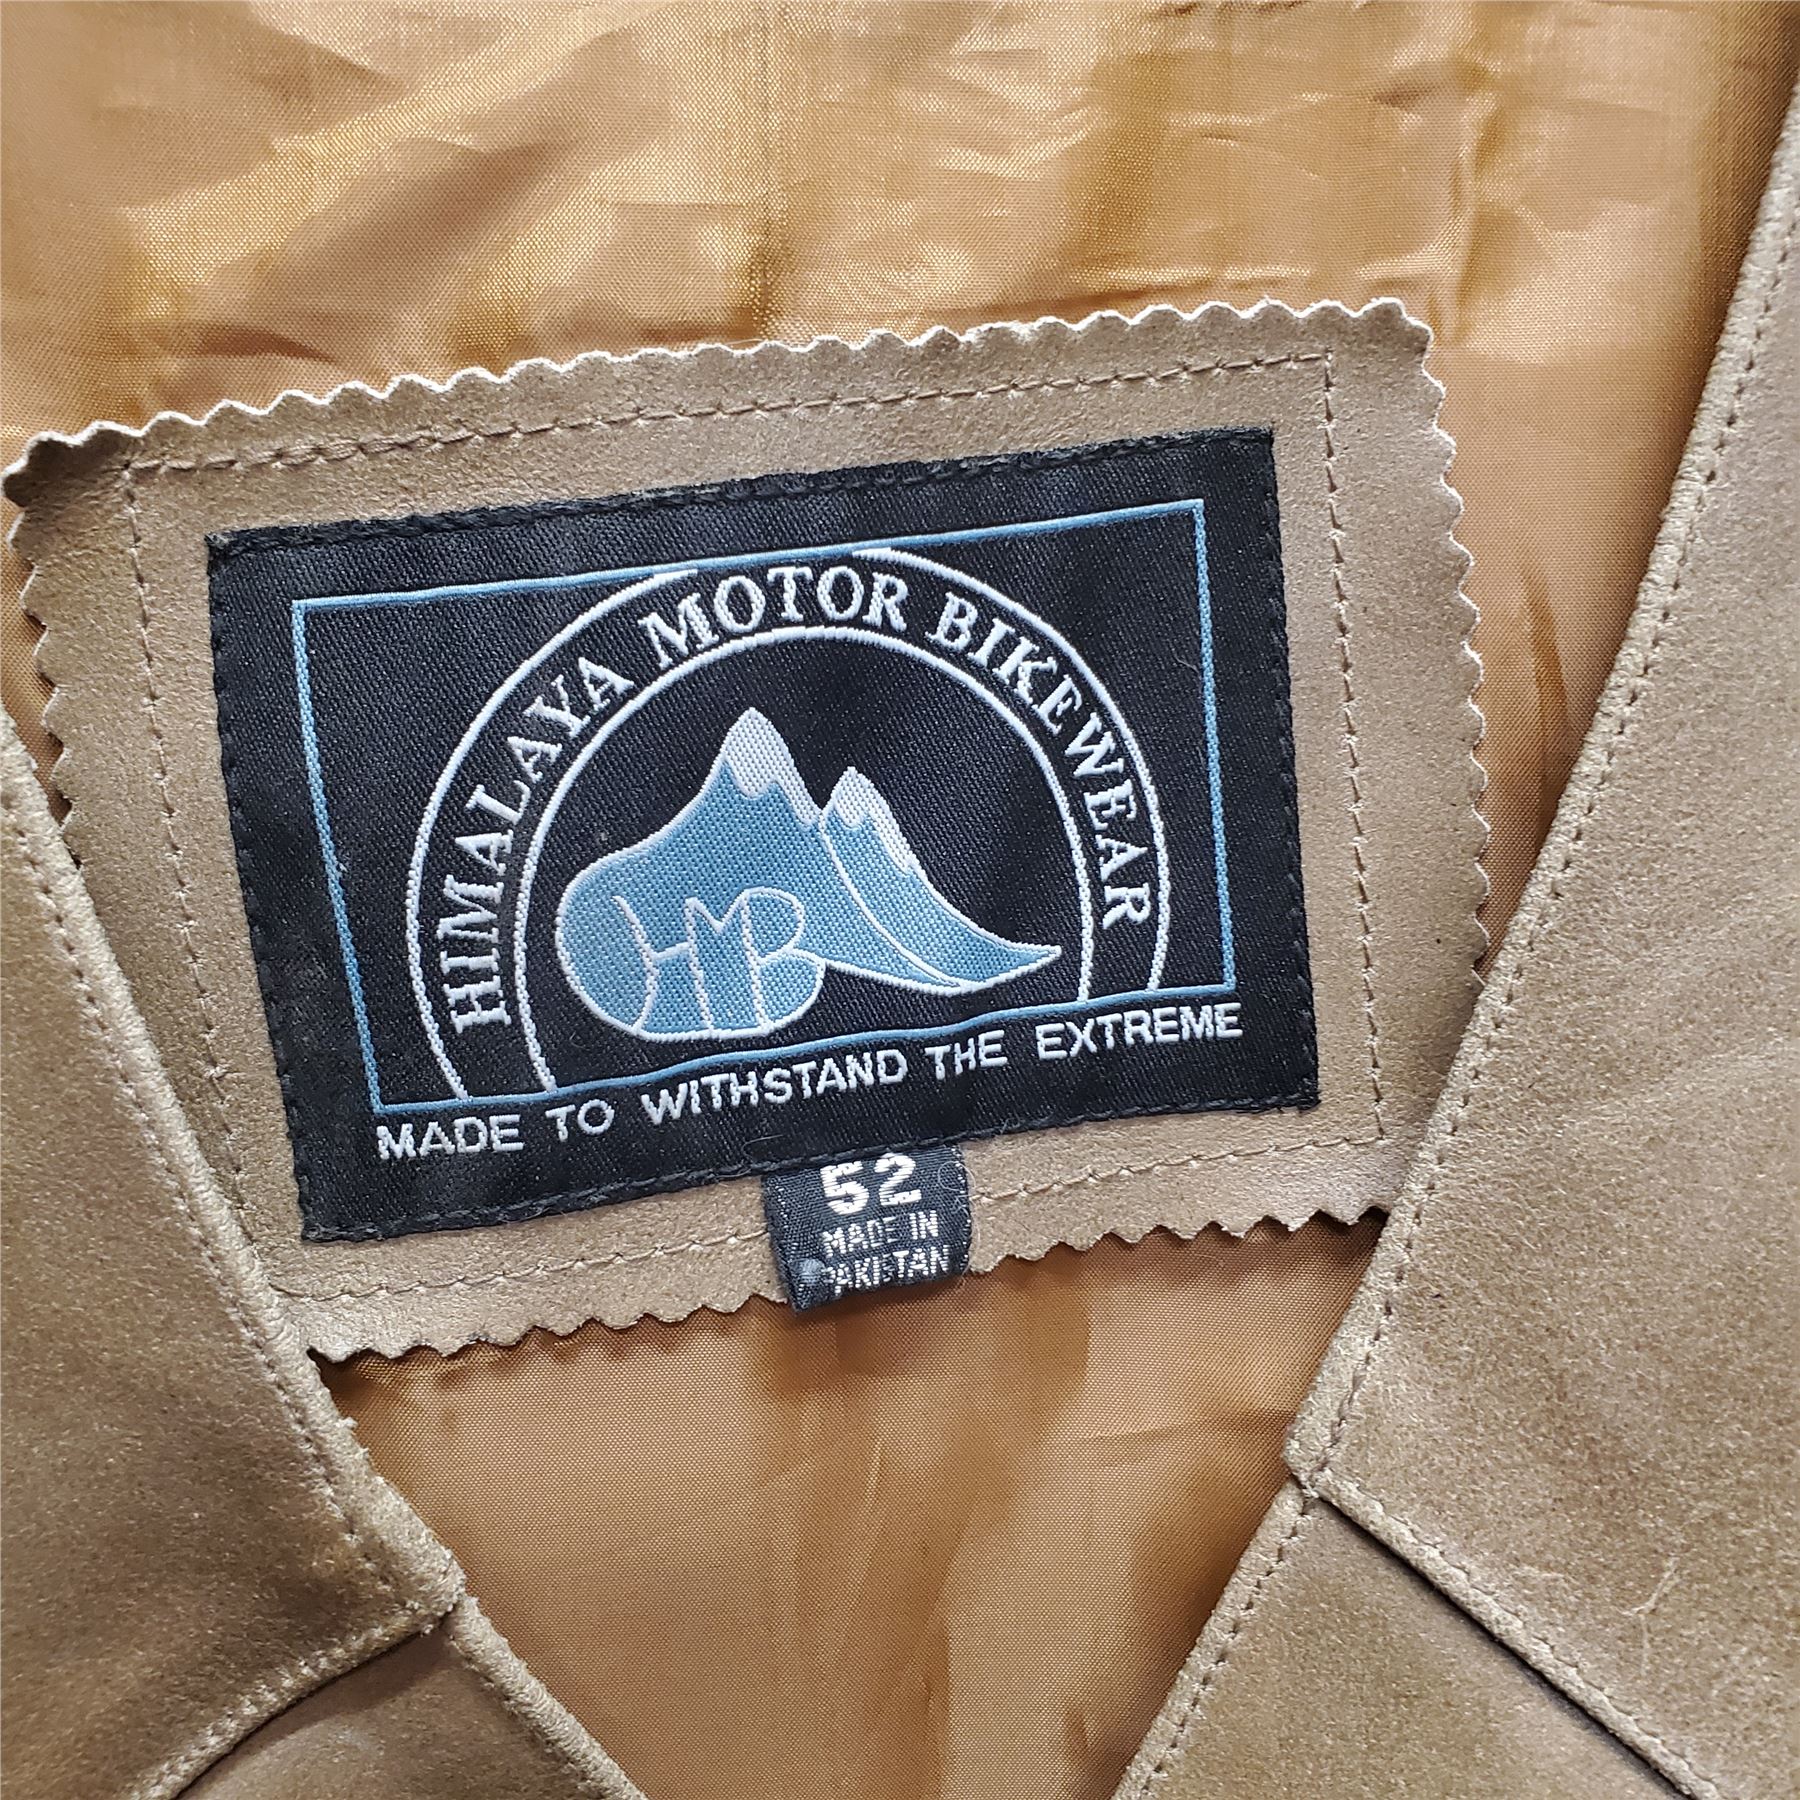 HIMALAYA MOTOR BIKEWEAR
HMB
MADE TO WITHSTAND THE EXTREME
52
MADE IN
PAKISTAN